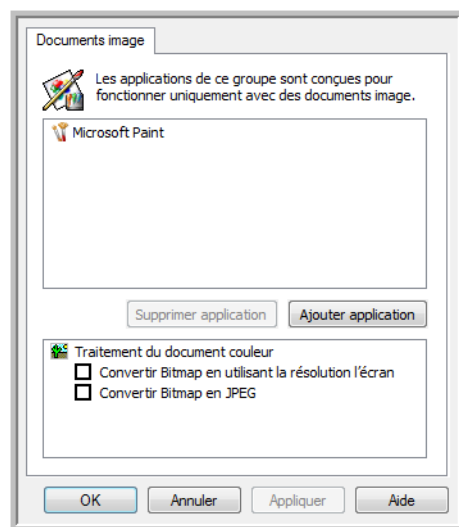 Documents image
Les applications de ce groupe sont conçues pour
fonctionner uniquement avec des documents image.
Microsoft Paint
Supprimer application
Ajouter application
Traitement du document couleur
Convertir Bitmap en utilisant la résolution l'écran
Convertir Bitmap en JPEG
OK
Annuler
Appliquer
Aide